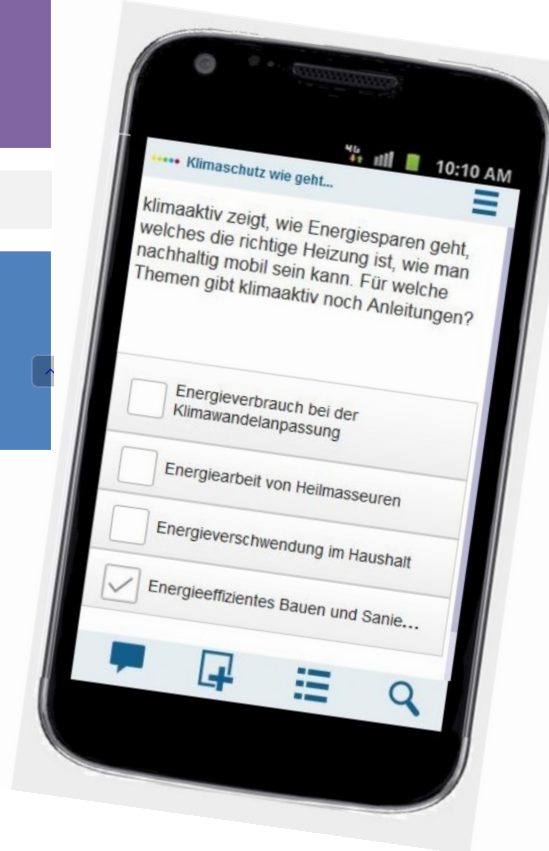 4G 10:10 AM
Klimaschutz wie geht...
klimaaktiv zeigt, wie Energiesparen geht,
welches die richtige Heizung ist, wie man
nachhaltig mobil sein kann. Für welche
Themen gibt klimaaktiv noch Anleitungen?
Energieverbrauch bei der
Klimawandelanpassung
Energiearbeit von Heilmasseuren
Energieverschwendung im Haushalt
Energieeffizientes Bauen und Sanie...